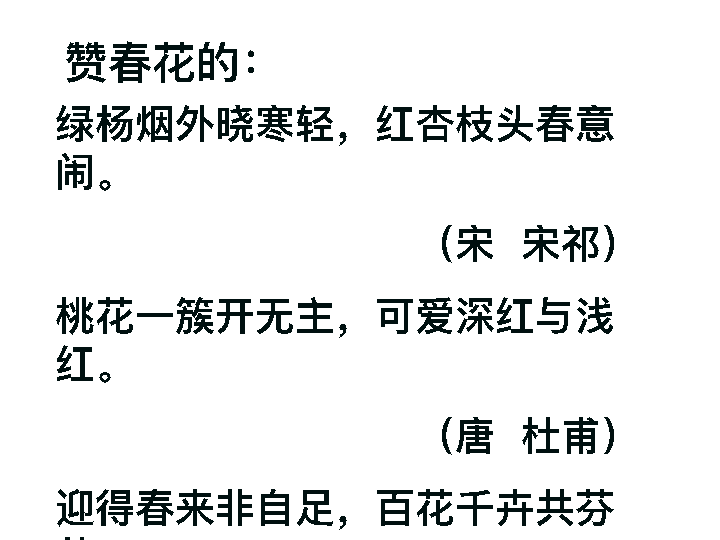 赞春花的：
绿杨烟外晓寒轻，红杏枝头春意
闹。
（宋 宋祁）
桃花一簇开无主，可爱深红与浅
红。
（唐 杜甫）
迎得春来非自足，百花千卉共芬